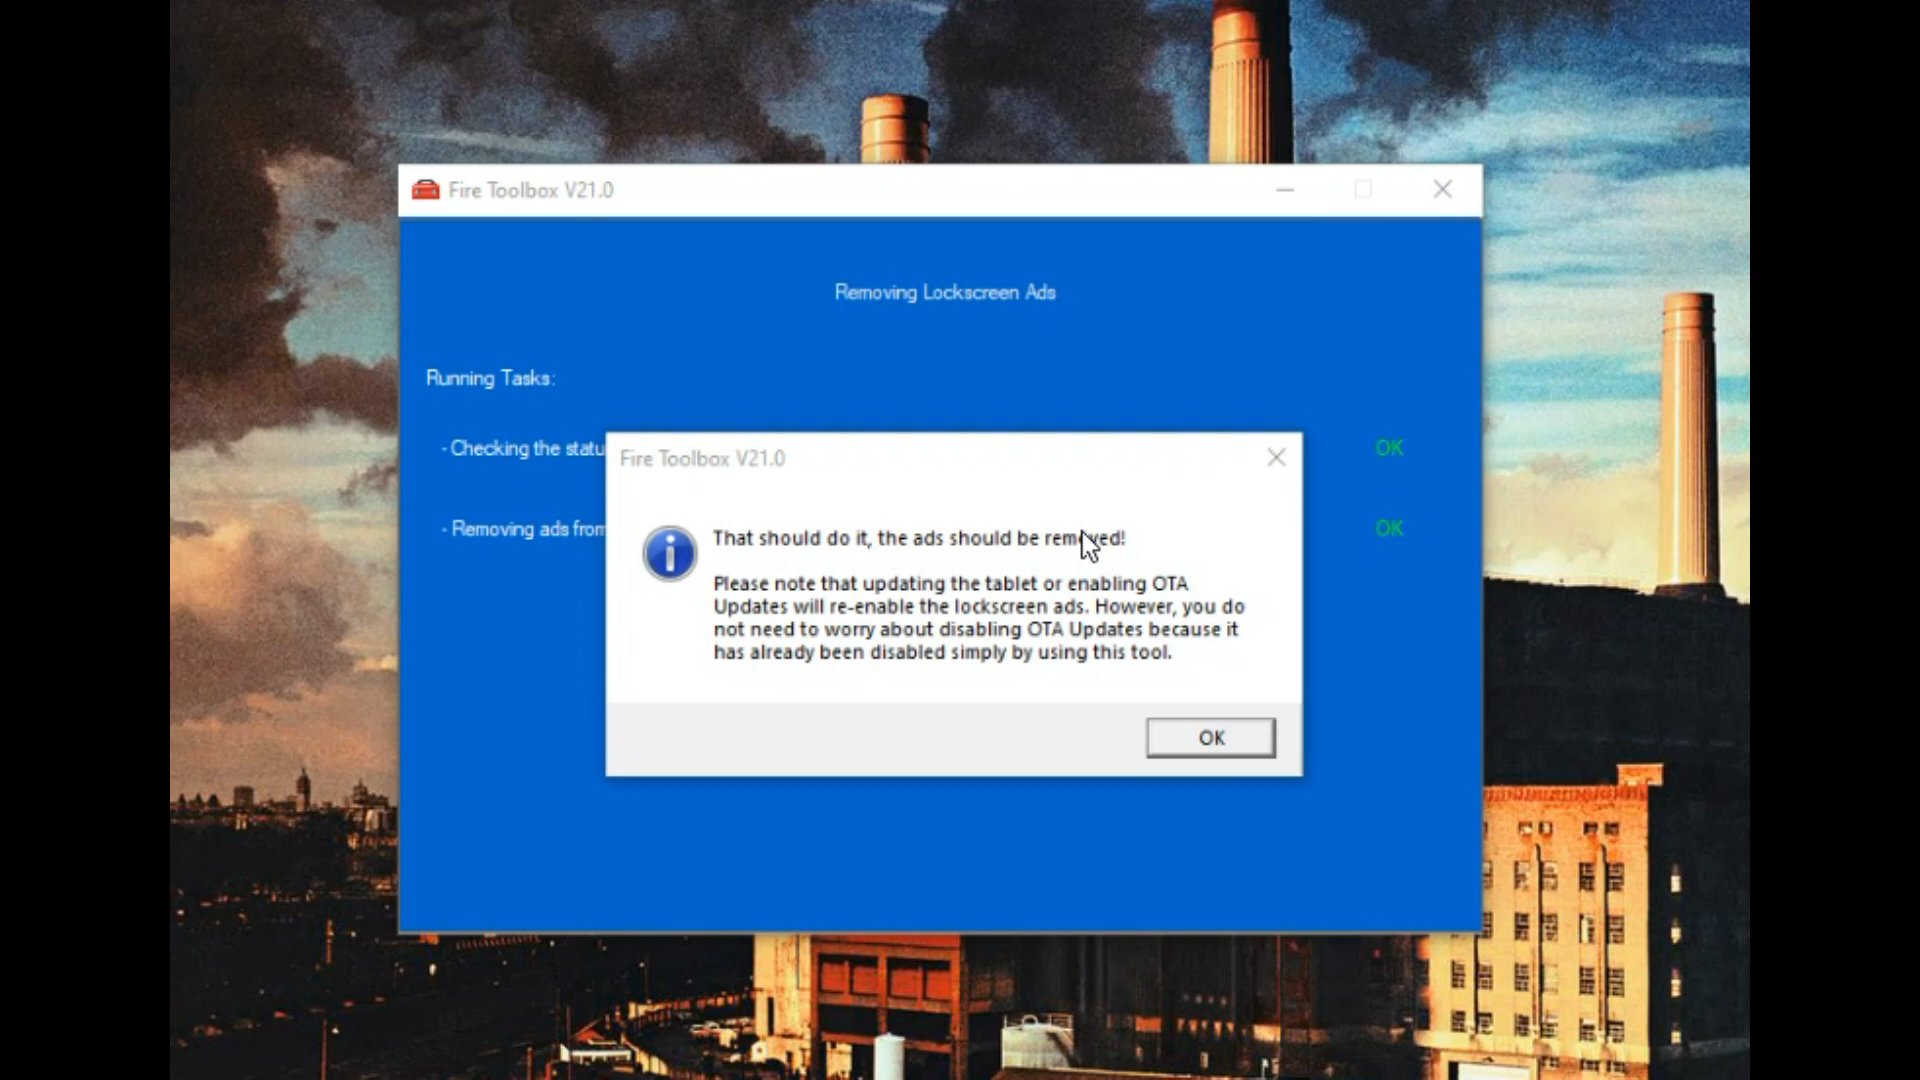 Fire Toolbox V21.0
Removing Lockscreen Ads
Running Tasks:
- Checking the statu
OK
- Removing ads from
OK
Fire Toolbox V21.0
That should do it, the ads should be removed!
Please note that updating the tablet or enabling OTA
Updates will re-enable the lockscreen ads. However, you do
not need to worry about disabling OTA Updates because it
has already been disabled simply by using this tool.
OK